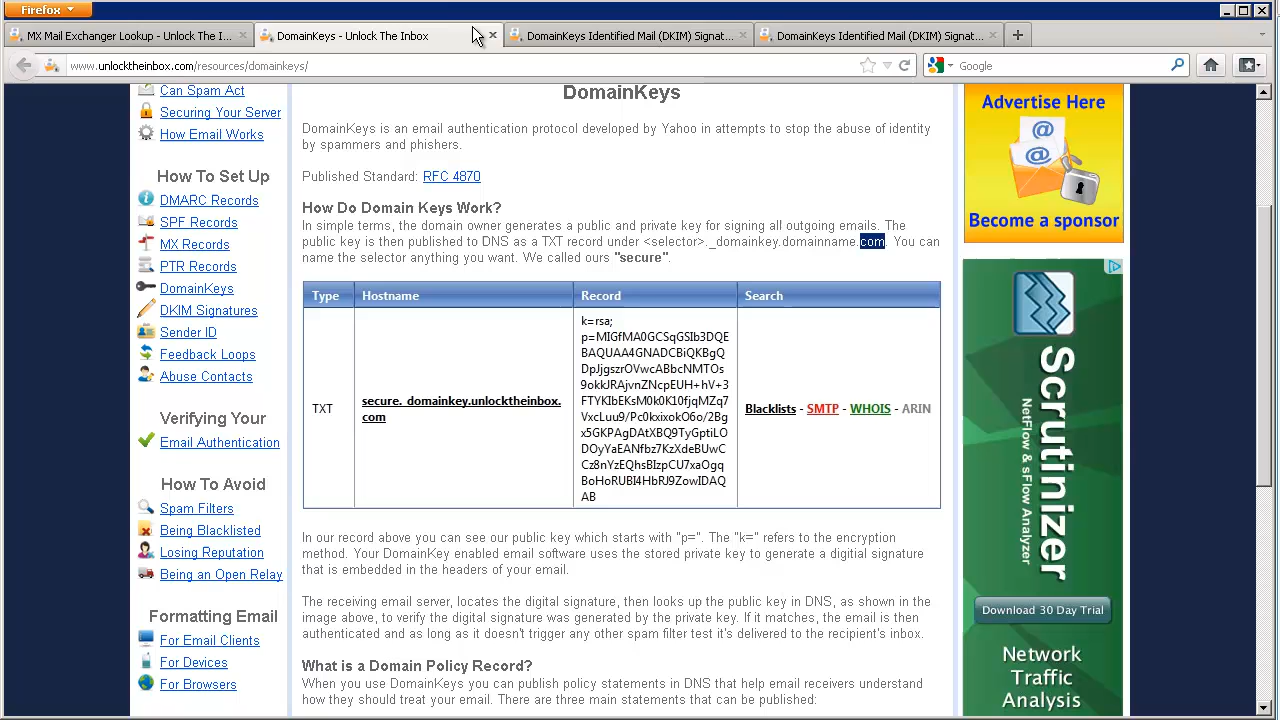 Firefox
MX Mail Exchanger Lookup - Unlock The I...
DomainKeys - Unlock The Inbox
DomainKeys Identified Mail (DKIM) Signat...
DomainKeys Identified Mail (DKIM) Signat...
www.unlocktheinbox.com/resources/domainkeys/
Google
Can Spam Act
Securing Your Server
How Email Works
How To Set Up
DMARC Records
SPF Records
MX Records
PTR Records
DomainKeys
DKIM Signatures
Sender ID
Feedback Loops
Abuse Contacts
Verifying Your
Email Authentication
How To Avoid
Spam Filters
Being Blacklisted
Losing Reputation
Being an Open Relay
Formatting Email
For Email Clients
For Devices
For Browsers
DomainKeys
DomainKeys is an email authentication protocol developed by Yahoo in attempts to stop the abuse of identity
by spammers and phishers.
Published Standard: RFC 4870
How Do Domain Keys Work?
In simple terms, the domain owner generates a public and private key for signing all outgoing emails. The
public key is then published to DNS as a TXT record under <selector>._domainkey.domainname.com. You can
name the selector anything you want. We called ours "secure".
Type Hostname Record Search
TXT
secure._domainkey.unlocktheinbox.
com
k=rsa;
p=MIGfMA0GCSqGSIb3DQE
BAQUAA4GNADCBiQKBgQ
DpJjgszrOVwcABbcNMTOs
9okkJRAjvnZNcpEUH+hV+3
FTYKIbEKsM0k0K10fjqMZq7
VxcLuu9/Pc0kxixokO6o/2Bg
x5GKPAgDAtXBQ9TyGptiLO
DOyYaEANfbz7KzXdeBUwC
Cz8nYzEQhsBIzpCU7xaOgq
BoHoRUBI4HbRJ9ZowIDAQ
AB
Blacklists - SMTP - WHOIS - ARIN
In our record above you can see our public key which starts with "p=". The "k=" refers to the encryption
method. Your DomainKey enabled email software uses the stored private key to generate a digital signature
that is embedded in the headers of your email.
The receiving email server, locates the digital signature, then looks up the public key in DNS, as shown in the
image above, to verify the digital signature was generated by the private key. If it matches, the email is then
authenticated and as long as it doesn't trigger any other spam filter test it's delivered to the recipient's inbox.
What is a Domain Policy Record?
When you use DomainKeys you can publish policy statements in DNS that help email receivers understand
how they should treat your email. There are three main statements that can be published:
Advertise Here
@
@
Become a sponsor
Scrutinizer
NetFlow & sFlow Analyzer
Download 30 Day Trial
Network
Traffic
Analysis